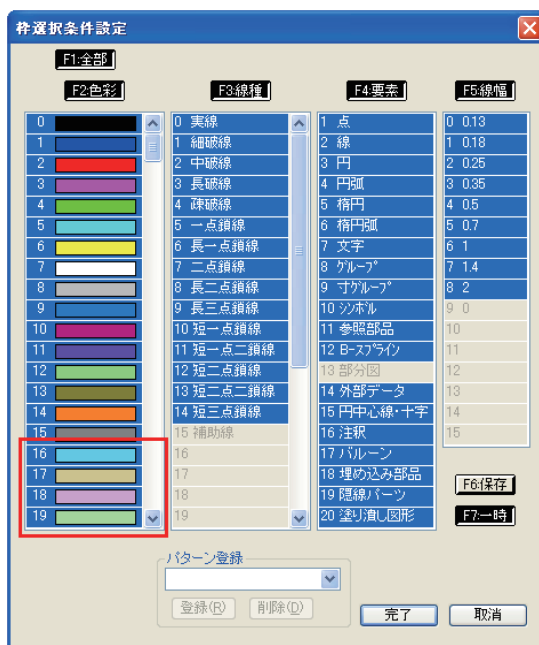 枠選択条件設定
F1:全部
F2:色彩
F3:線種
F4:要素
F5:線幅
0
1
2
3
4
5
6
7
8
9
10
11
12
13
14
15
16
17
18
19
0 実線
1 細破線
2 中破線
3 長破線
4 疎破線
5 一点鎖線
6 長一点鎖線
7 二点鎖線
8 長二点鎖線
9 長三点鎖線
10 短一点鎖線
11 短一点二鎖線
12 短二点鎖線
13 短二点二鎖線
14 短三点鎖線
15 補助線
16
17
18
19
1 点
2 線
3 円
4 円弧
5 楕円
6 楕円弧
7 文字
8 ｸﾞﾙｰﾌﾟ
9 寸ｸﾞﾙｰﾌﾟ
10 ｼﾝﾎﾞﾙ
11 参照部品
12 B-ｽﾌﾟﾗｲﾝ
13 部分図
14 外部データ
15 円中心線・十字
16 注釈
17 バルーン
18 埋め込み部品
19 隠線パーツ
20 塗り潰し図形
0 0.13
1 0.18
2 0.25
3 0.35
4 0.5
5 0.7
6 1
7 1.4
8 2
9 0
10
11
12
13
14
15
F6:保存
F7:一時
パターン登録
登録(R)
削除(D)
完了
取消